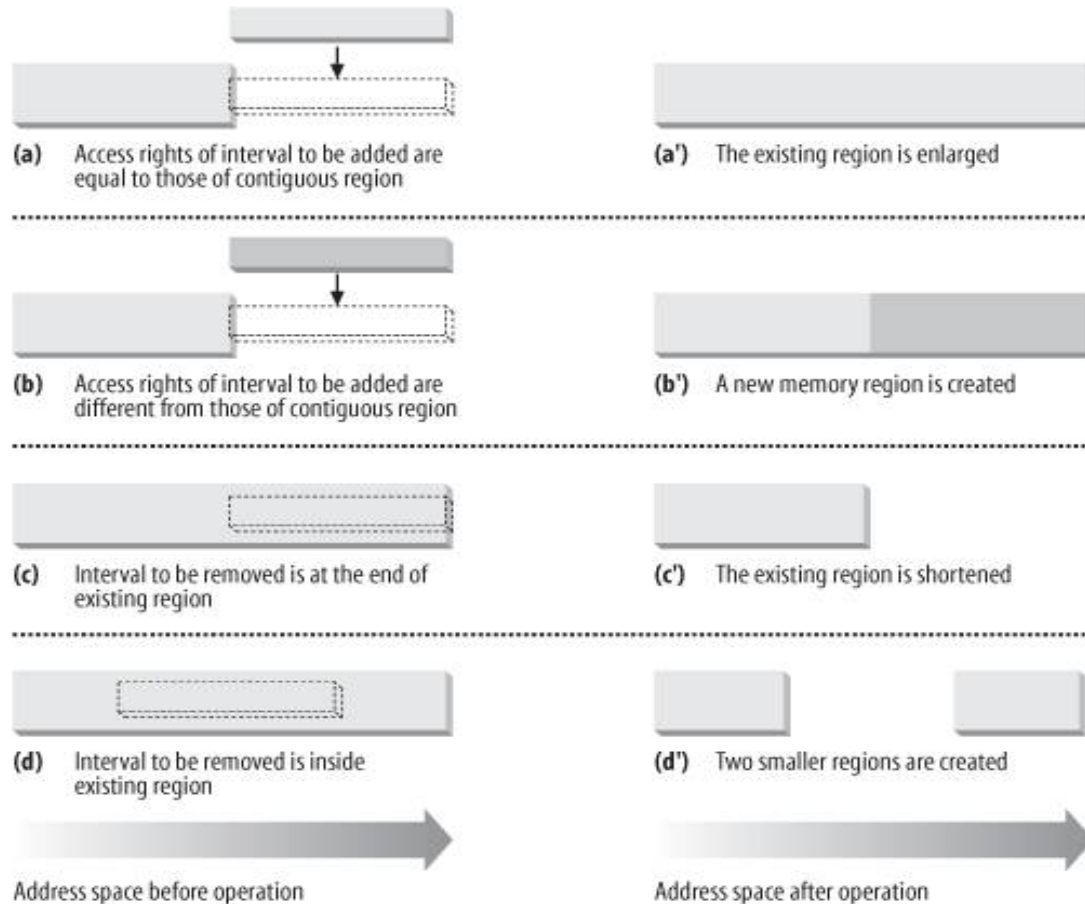 (a) Access rights of interval to be added are
equal to those of contiguous region
(a') The existing region is enlarged
(b) Access rights of interval to be added are
different from those of contiguous region
(b') A new memory region is created
(c) Interval to be removed is at the end of
existing region
(c') The existing region is shortened
(d) Interval to be removed is inside
existing region
(d') Two smaller regions are created
Address space before operation
Address space after operation